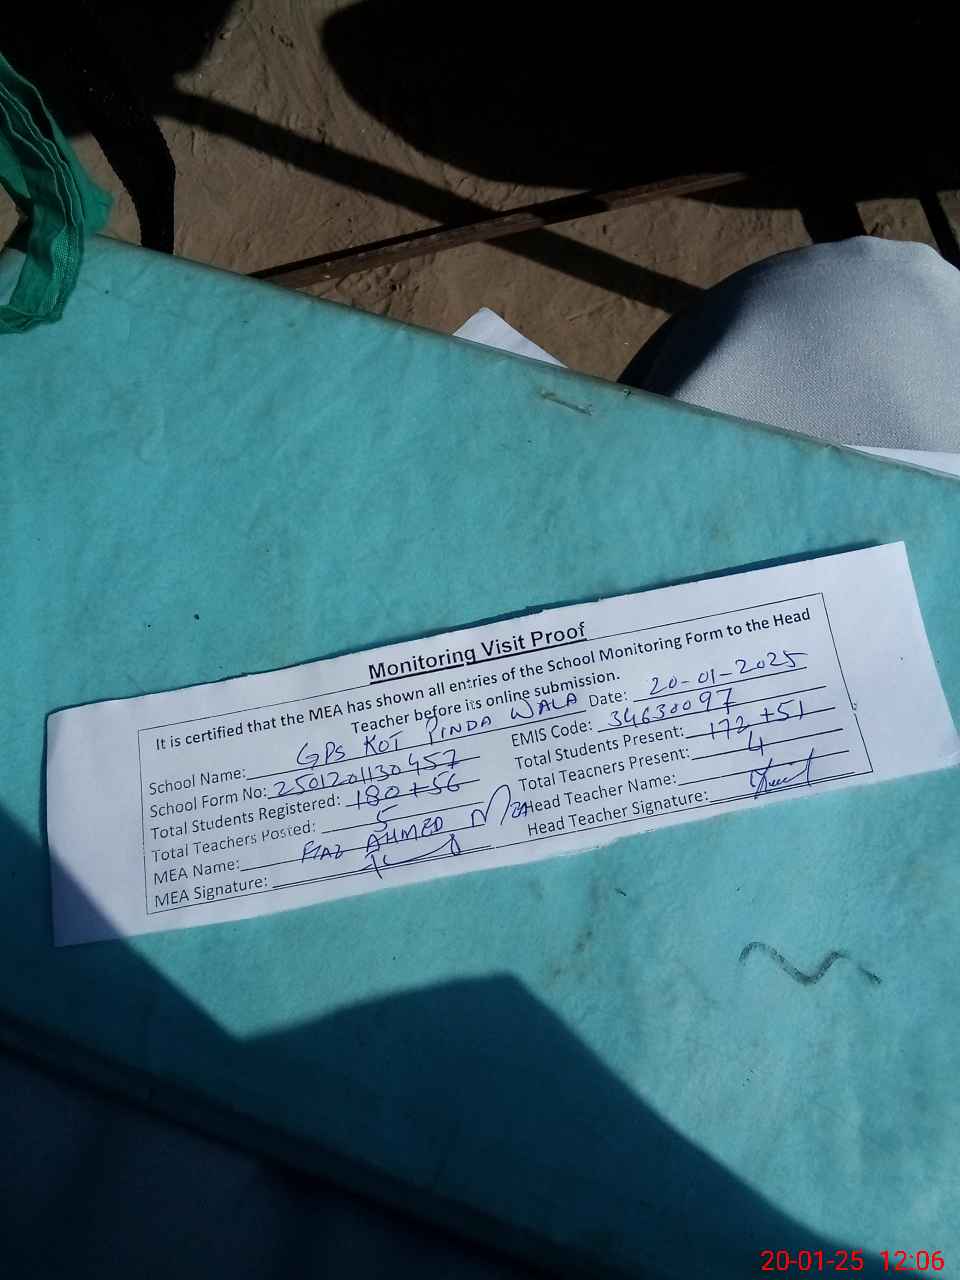 Monitoring Visit Proof
It is certified that the MEA has shown all entries of the School Monitoring Form to the Head
Teacher before its online submission.
School Name: GPS KOT PINDA WALA Date: 20-01-2025
School Form No: 2501201130457 EMIS Code: 34630097
Total Students Registered: 180+56 Total Students Present: 172+51
Total Teachers Posted: 5 Total Teachers Present: 4
MEA Name: AHMED Head Teacher Name:
MEA Signature: Head Teacher Signature:
20-01-25 12:06